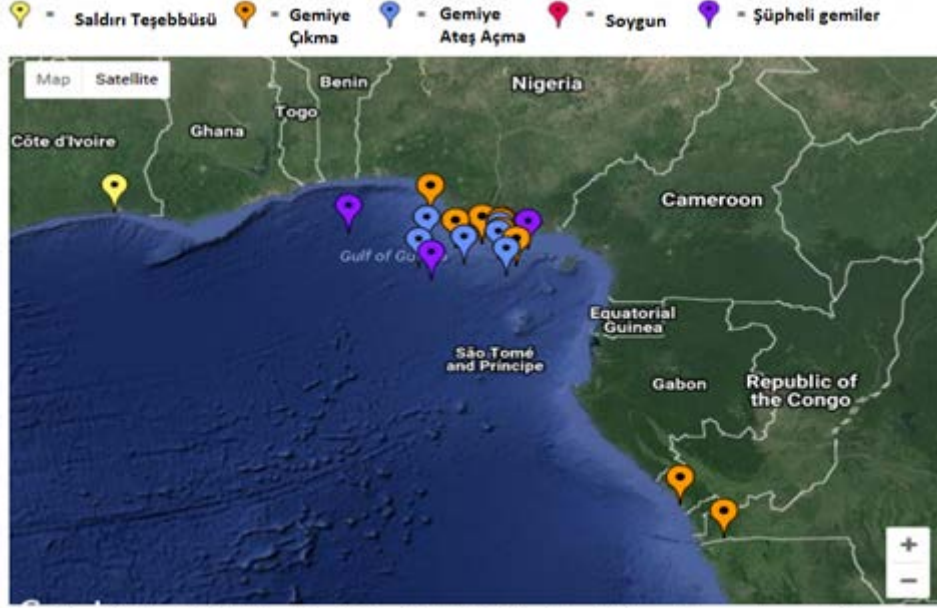 = Saldırı Teşebbüsü
= Gemiye
Çıkma
= Gemiye
Ateş Açma
= Soygun
= Şüpheli gemiler
Map Satellite
Benin
Nigeria
Togo
Ghana
Côte d'Ivoire
Cameroon
Gulf of
Equatorial
Guinea
São Tomé
and Príncipe
Gabon
Republic of
the Congo
+
−